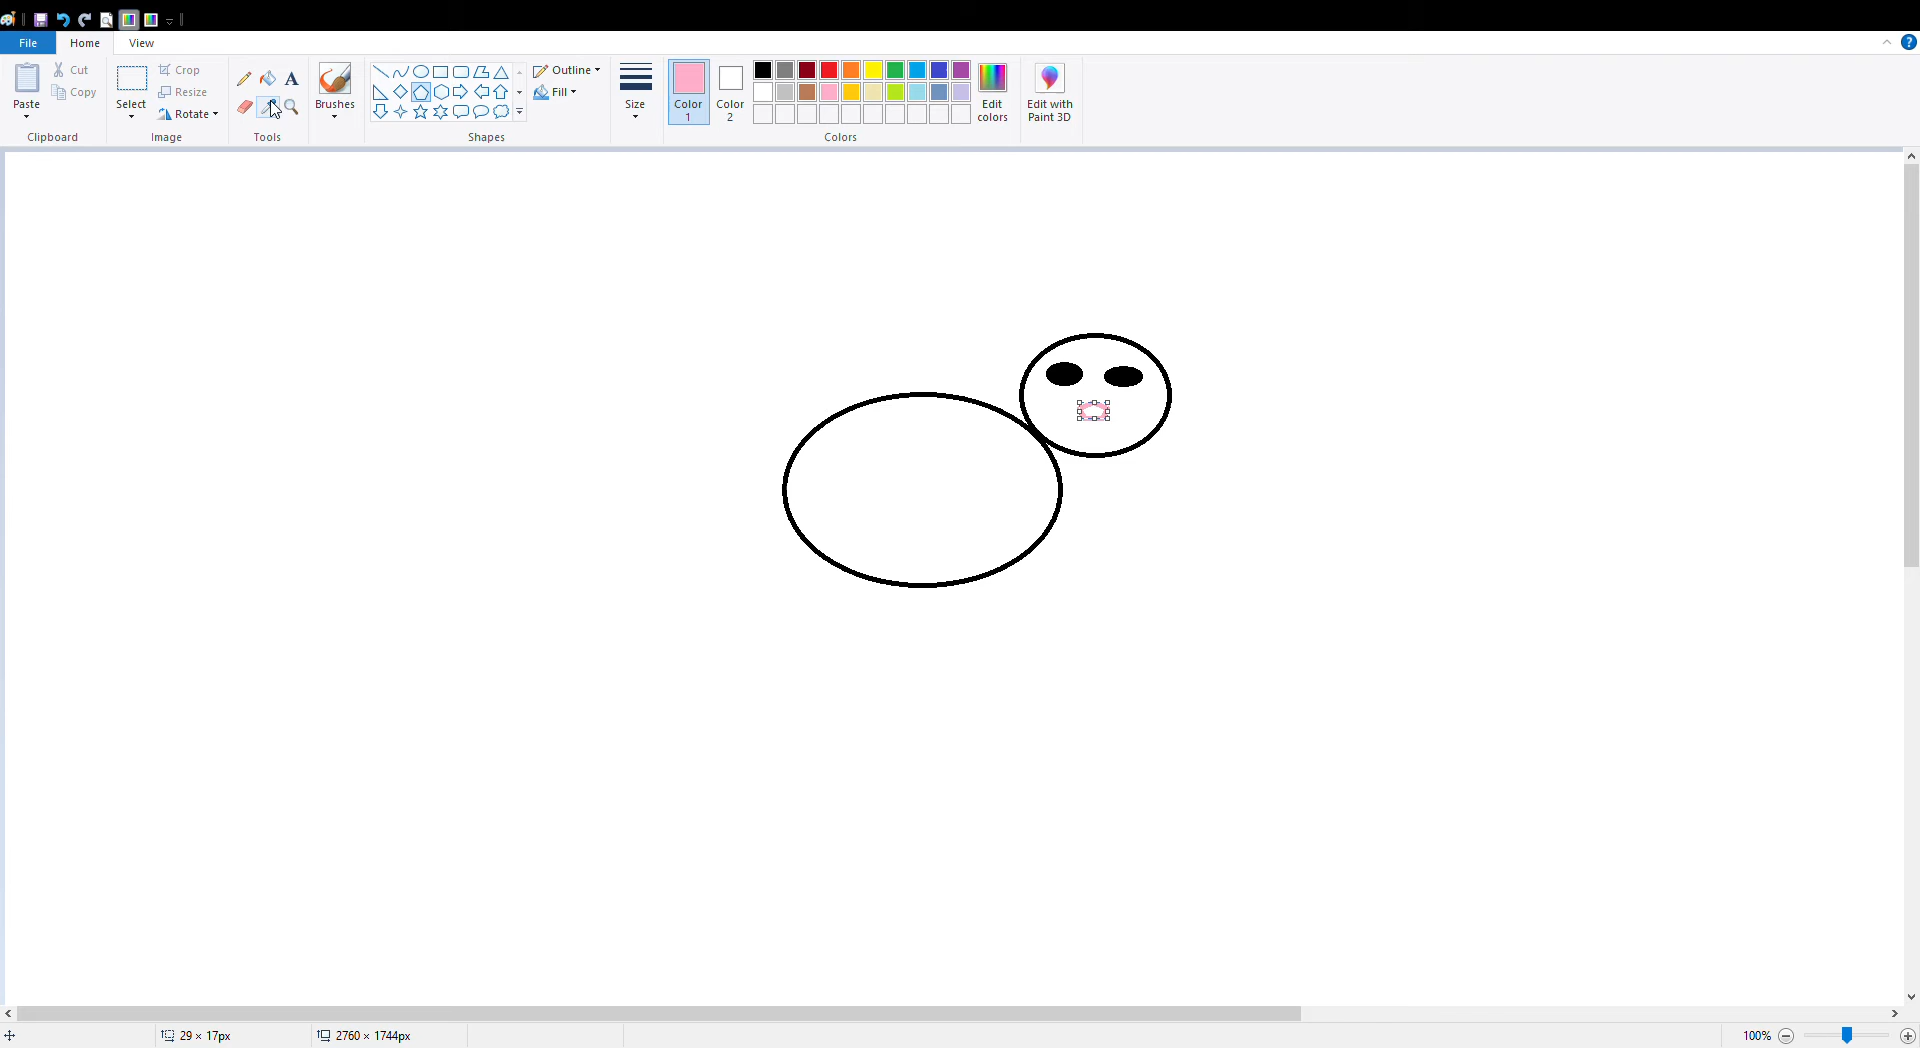 File Home View ?
Paste
Cut
Copy
Clipboard
Select
Crop
Resize
Rotate
Image
A
Tools
Brushes
Outline
Fill
Shapes
Size
Color
1
Color
2
Edit
colors
Colors
Edit with
Paint 3D
29 × 17px 2760 × 1744px 100%